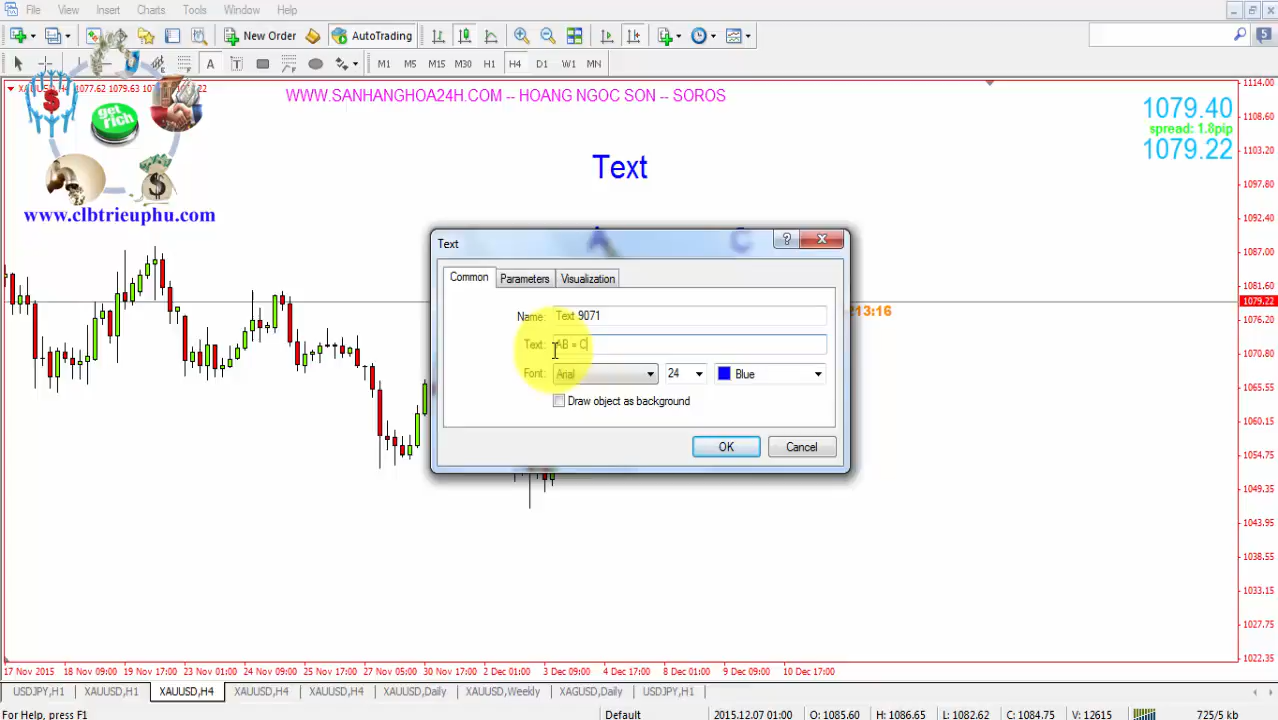 File View Insert Charts Tools Window Help
New Order AutoTrading
5
A T M1 M5 M15 M30 H1 H4 D1 W1 MN
WWW.SANHANGHOA24H.COM -- HOANG NGOC SON -- SOROS
get rich
www.clbtrieuphu.com
1079.40
spread: 1.8pip
1079.22
Text
A C
Text
Common Parameters Visualization
Name: Text 9071
Text: AB = C
Font: Arial 24 Blue
Draw object as background
OK Cancel
13:16
1114.00
1108.60
1103.20
1097.80
1092.40
1087.00
1081.60
1079.22
1076.20
1070.80
1065.55
1060.15
1054.75
1049.35
1043.95
1033.15
1027.75
1022.35
17 Nov 2015 18 Nov 09:00 19 Nov 17:00 23 Nov 01:00 24 Nov 09:00 25 Nov 17:00 27 Nov 05:00 30 Nov 17:00 2 Dec 01:00 3 Dec 09:00 4 Dec 17:00 8 Dec 01:00 9 Dec 09:00 10 Dec 17:00
USDJPY,H1 XAUUSD,H1 XAUUSD,H4 XAUUSD,H4 XAUUSD,H4 XAUUSD,Daily XAUUSD,Weekly XAGUSD,Daily USDJPY,H1
For Help, press F1 Default 2015.12.07 01:00 O: 1085.60 H: 1086.65 L: 1082.62 C: 1084.75 V: 12615 725/5 kb